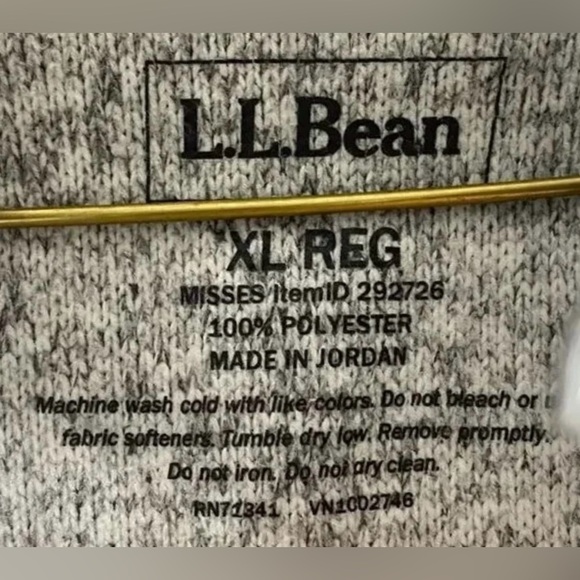 L.L.Bean
XL REG
MISSES ItemID 292726
100% POLYESTER
MADE IN JORDAN
Machine wash cold with like colors. Do not bleach or
fabric softeners. Tumble dry low. Remove promptly.
Do not iron. Do not dry clean.
RN71341 VN1002746